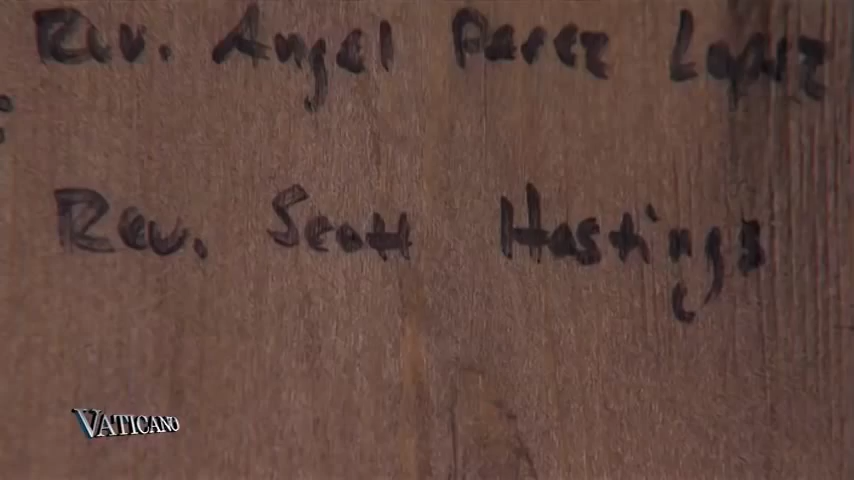 Rev. Angel Perez Lopez
:
Rev. Scott Hastings
VATICANO